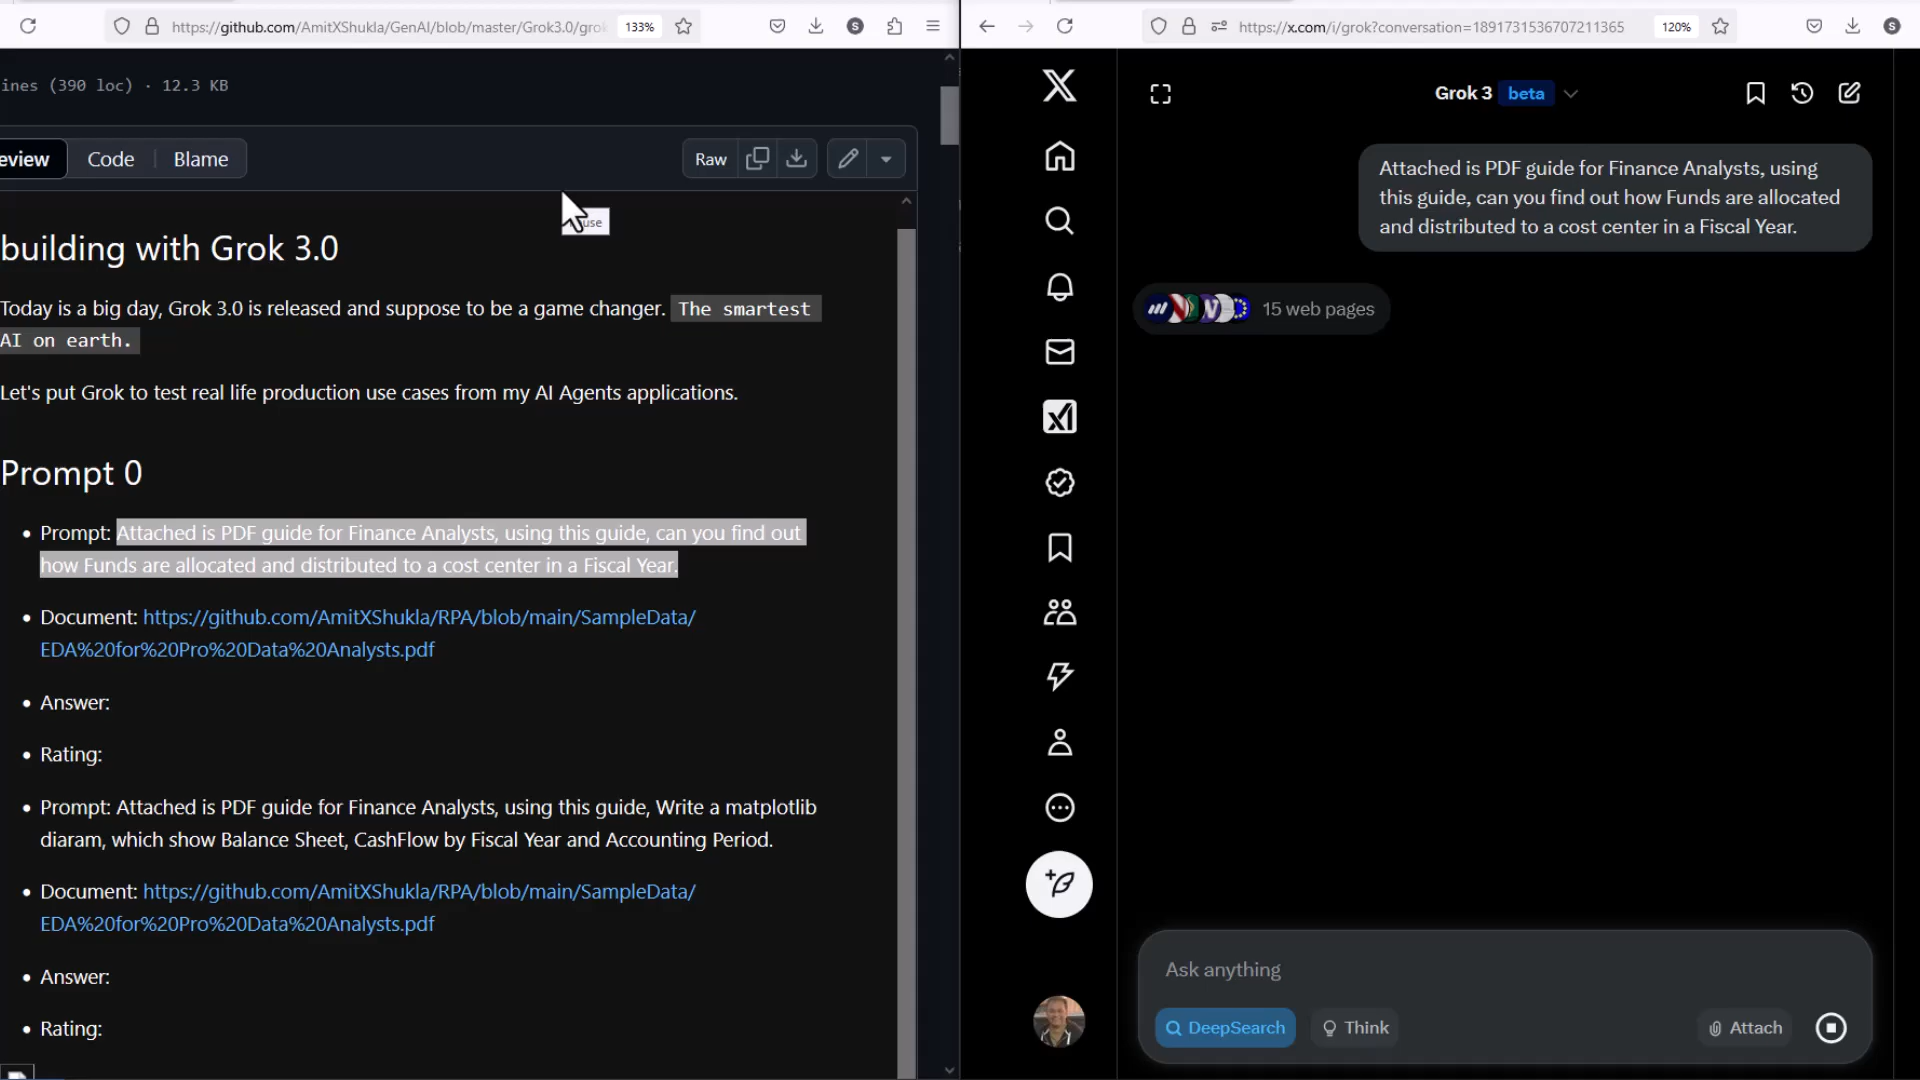 https://github.com/AmitXShukla/GenAI/blob/master/Grok3.0/gro
133%
ines (390 loc) · 12.3 KB
eview
Code
Blame
Raw
use
building with Grok 3.0
Today is a big day, Grok 3.0 is released and suppose to be a game changer. The smartest
AI on earth.
Let's put Grok to test real life production use cases from my AI Agents applications.
Prompt 0
• Prompt: Attached is PDF guide for Finance Analysts, using this guide, can you find out
how Funds are allocated and distributed to a cost center in a Fiscal Year.
• Document: https://github.com/AmitXShukla/RPA/blob/main/SampleData/
EDA%20for%20Pro%20Data%20Analysts.pdf
• Answer:
• Rating:
• Prompt: Attached is PDF guide for Finance Analysts, using this guide, Write a matplotlib
diaram, which show Balance Sheet, CashFlow by Fiscal Year and Accounting Period.
• Document: https://github.com/AmitXShukla/RPA/blob/main/SampleData/
EDA%20for%20Pro%20Data%20Analysts.pdf
• Answer:
• Rating:
https://x.com/i/grok?conversation=1891731536707211365
120%
S
S
Grok 3 beta
Attached is PDF guide for Finance Analysts, using
this guide, can you find out how Funds are allocated
and distributed to a cost center in a Fiscal Year.
15 web pages
Ask anything
DeepSearch
Think
Attach